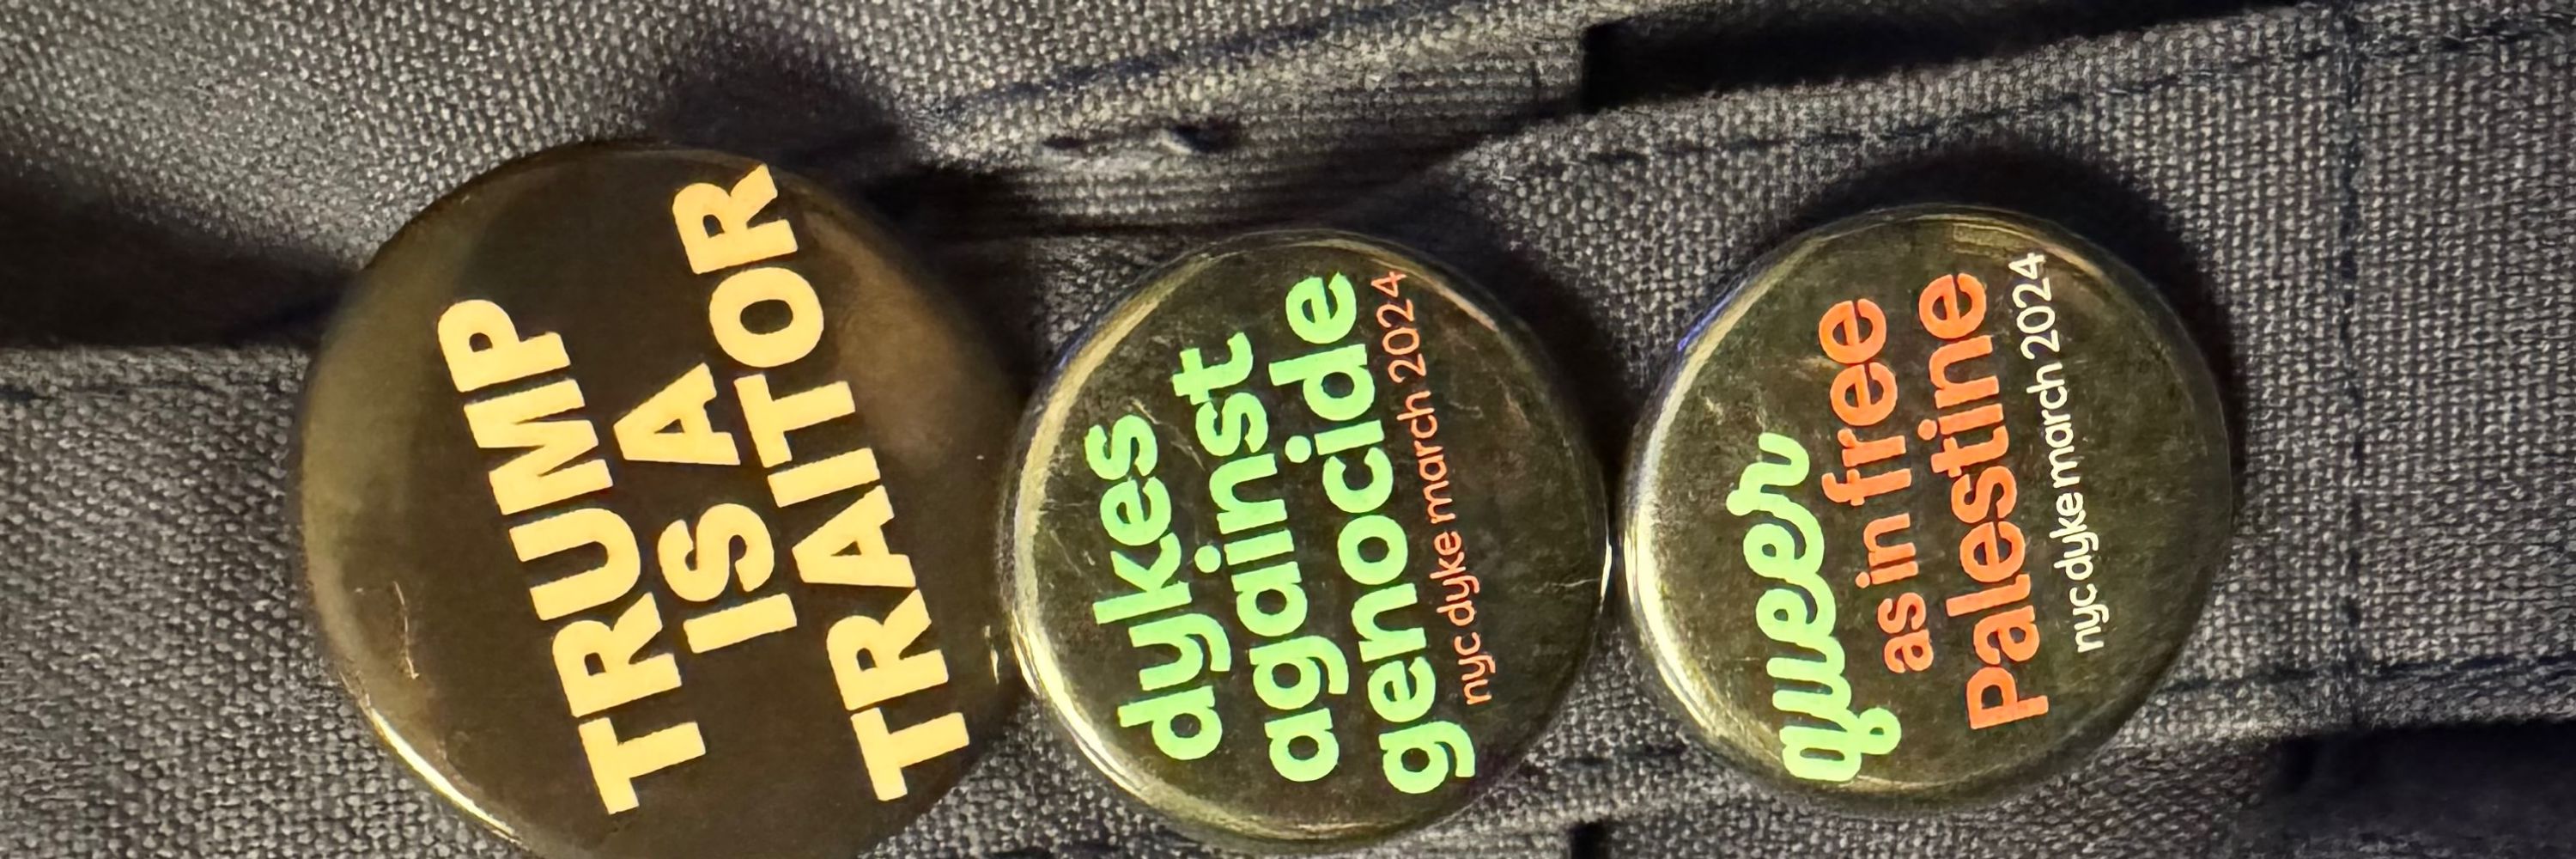 TRUMP
IS A
TRAITOR
dykes
against
genocide
nyc dyke march 2024
queer
as in free
Palestine
nyc dyke march 2024